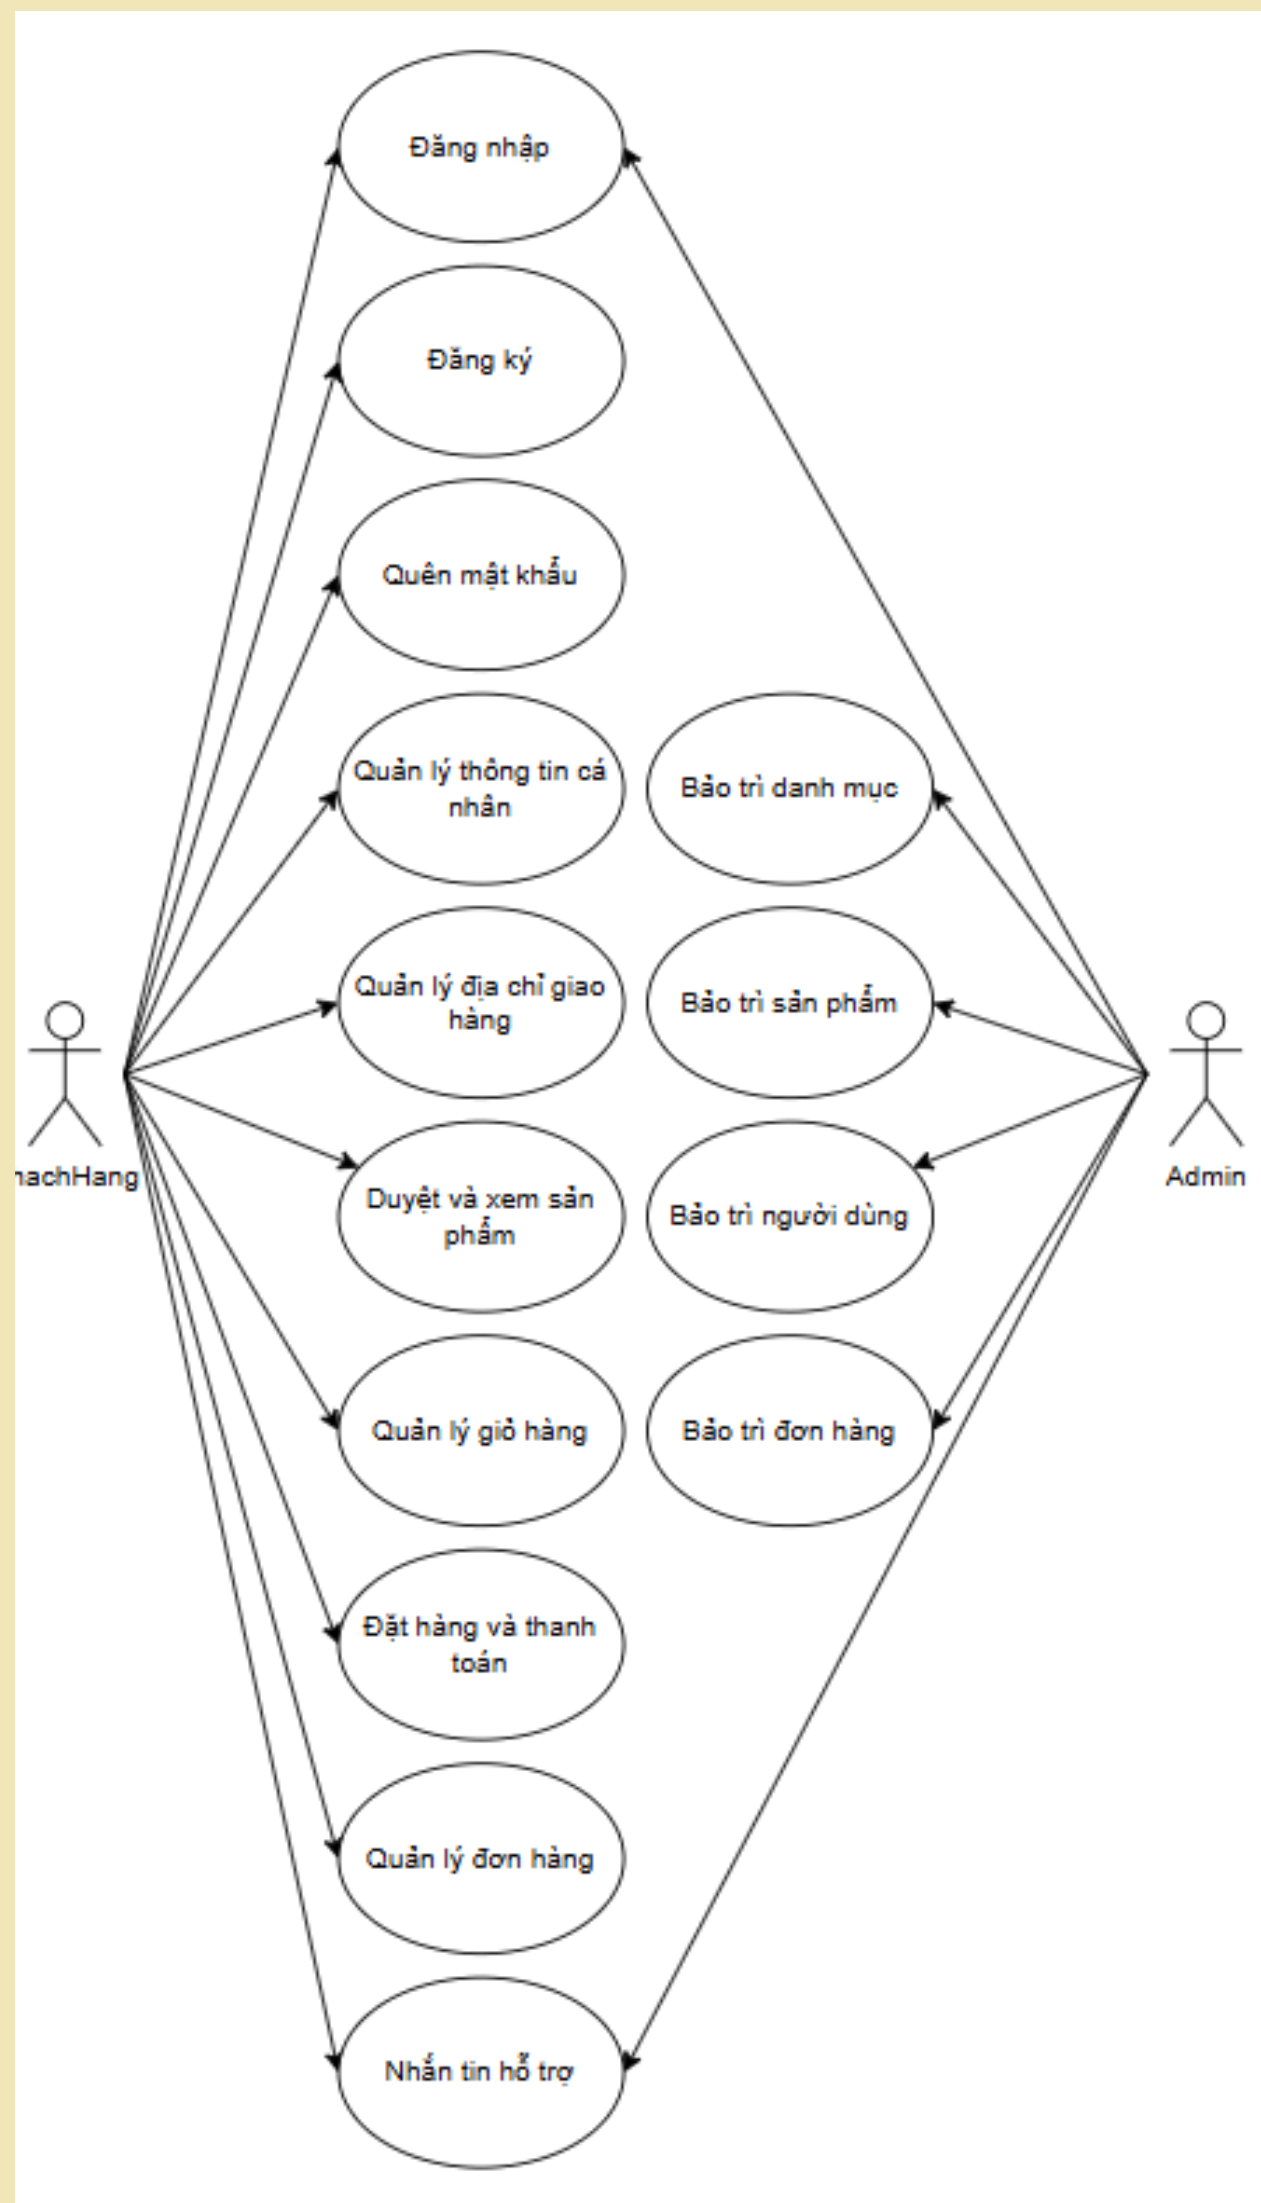 Đăng nhập
Đăng ký
Quên mật khẩu
Quản lý thông tin cá
nhân
Bảo trì danh mục
Quản lý địa chỉ giao
hàng
Bảo trì sản phẩm
achHang
Admin
Duyệt và xem sản
phẩm
Bảo trì người dùng
Quản lý giỏ hàng
Bảo trì đơn hàng
Đặt hàng và thanh
toán
Quản lý đơn hàng
Nhắn tin hỗ trợ